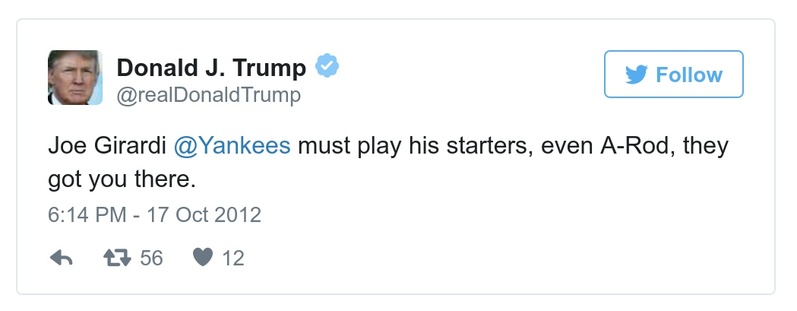 Donald J. Trump
@realDonaldTrump
Follow
Joe Girardi @Yankees must play his starters, even A-Rod, they
got you there.
6:14 PM - 17 Oct 2012
56 12